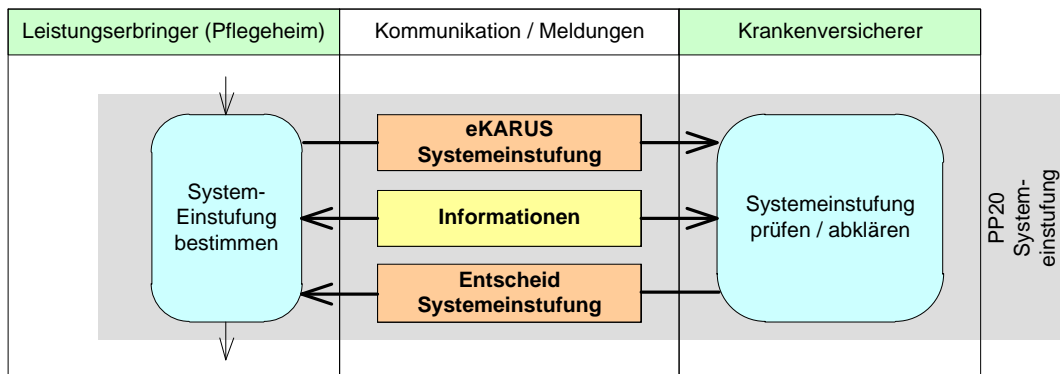 Leistungserbringer (Pflegeheim)
Kommunikation / Meldungen
Krankenversicherer
eKARUS
Systemeinstufung
System-
Einstufung
bestimmen
Informationen
Systemeinstufung
prüfen / abklären
Entscheid
Systemeinstufung
PP20
System-
einstufung